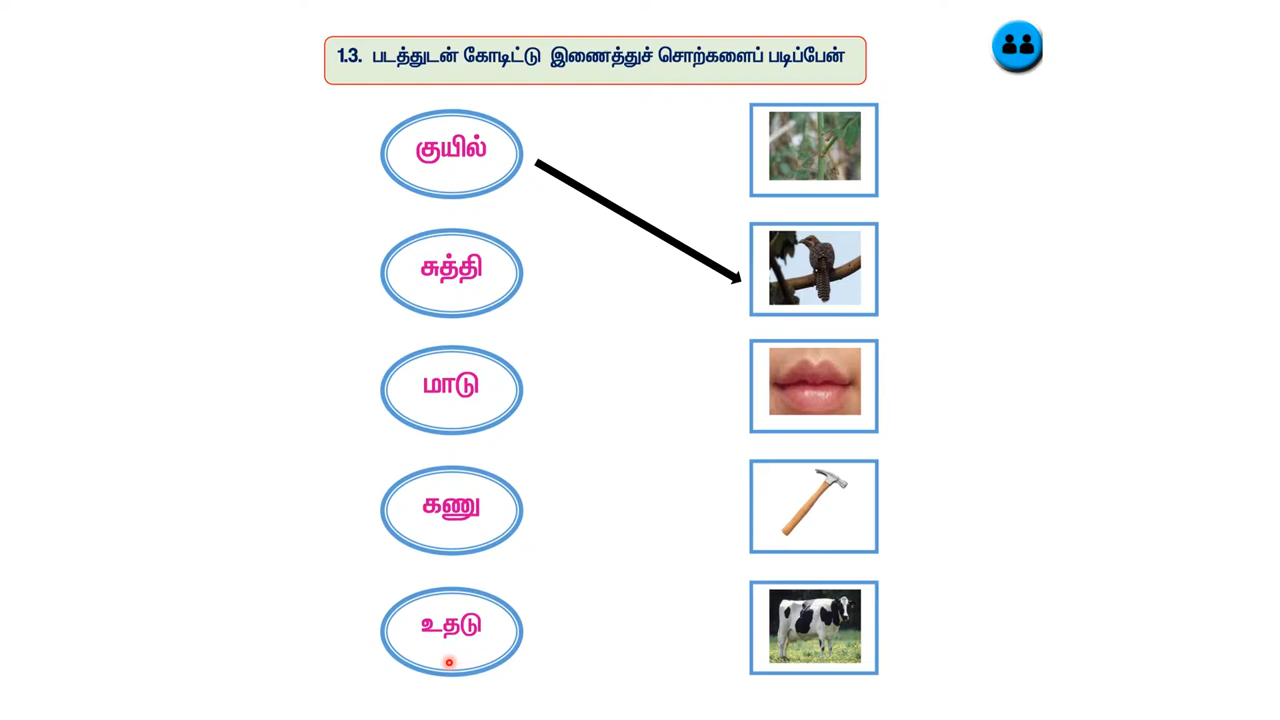 1.3. படத்துடன் கோடிட்டு இணைத்துச் சொற்களைப் படிப்பேன்
குயில்
சுத்தி
மாடு
கணு
உதடு